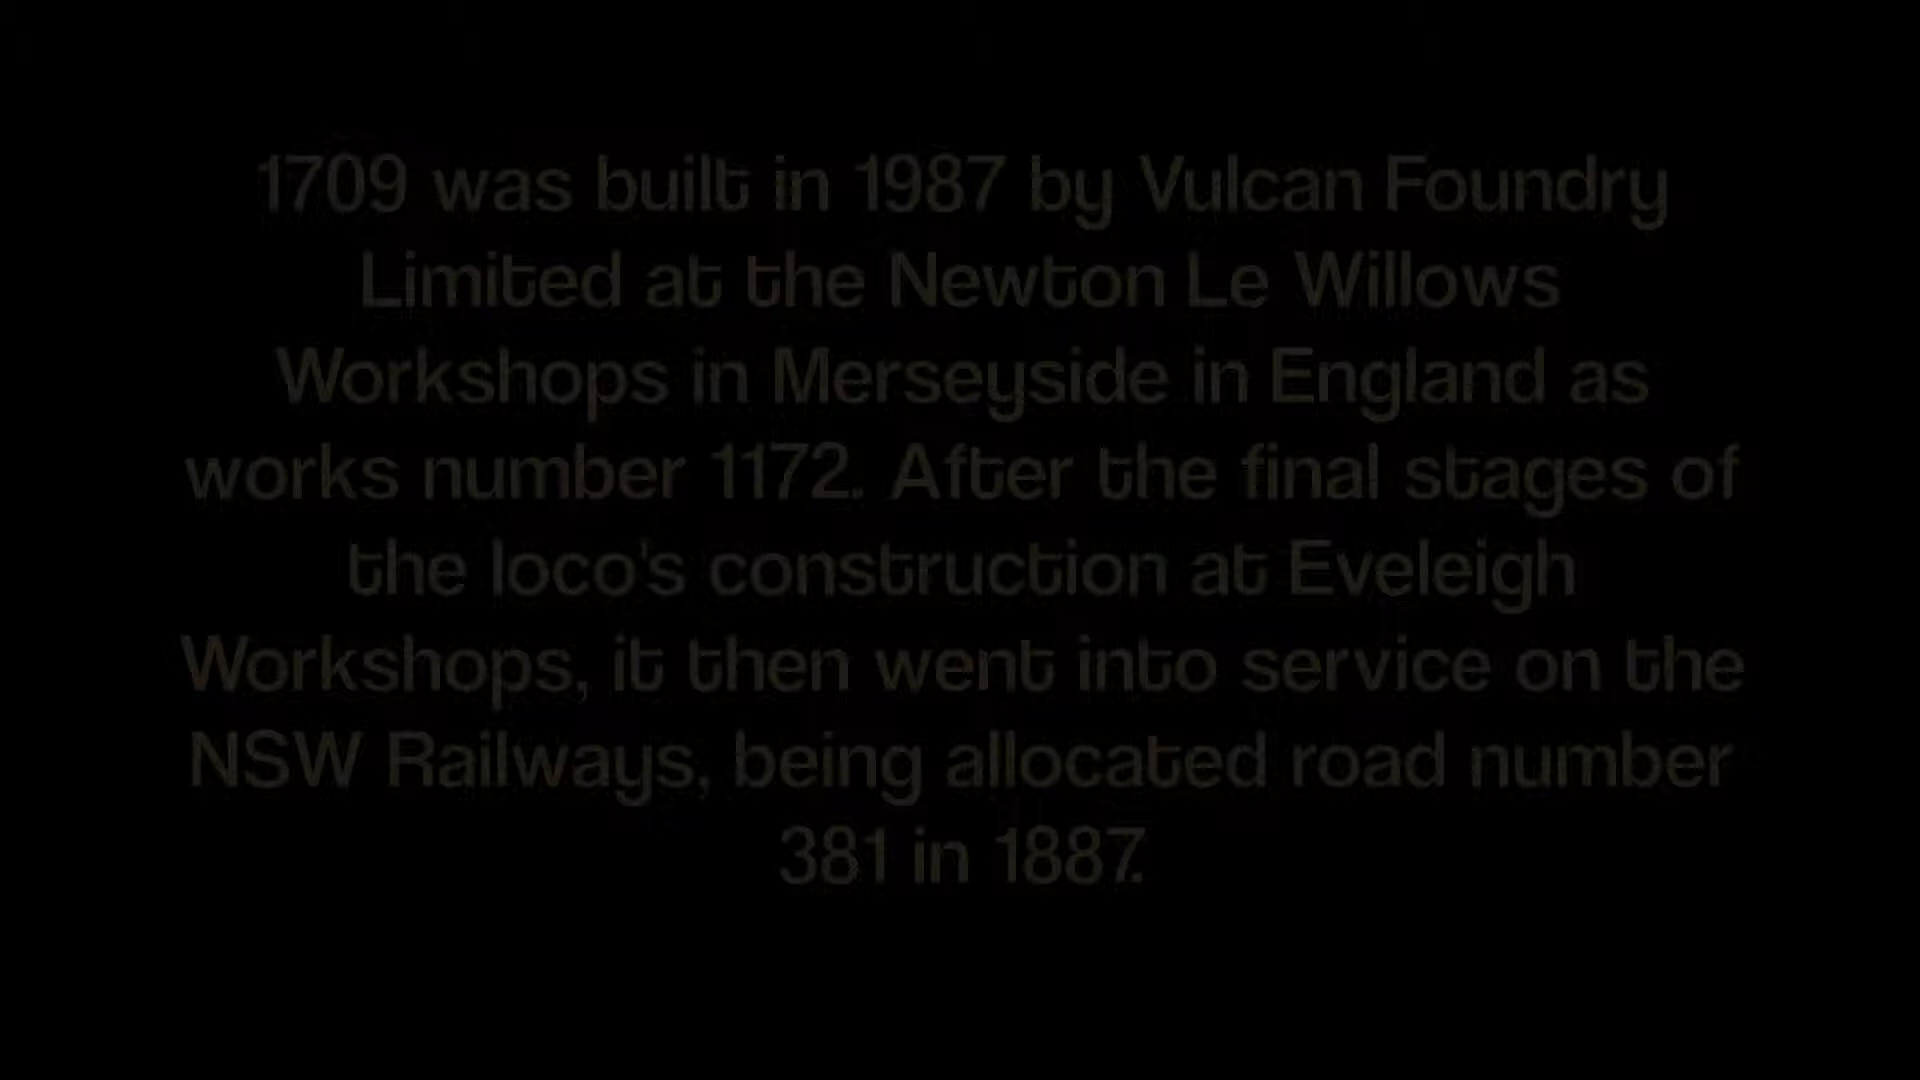 1709 was built in 1987 by Vulcan Foundry
Limited at the Newton Le Willows
Workshops in Merseyside in England as
works number 1172. After the final stages of
the loco's construction at Eveleigh
Workshops, it then went into service on the
NSW Railways, being allocated road number
381 in 1887.